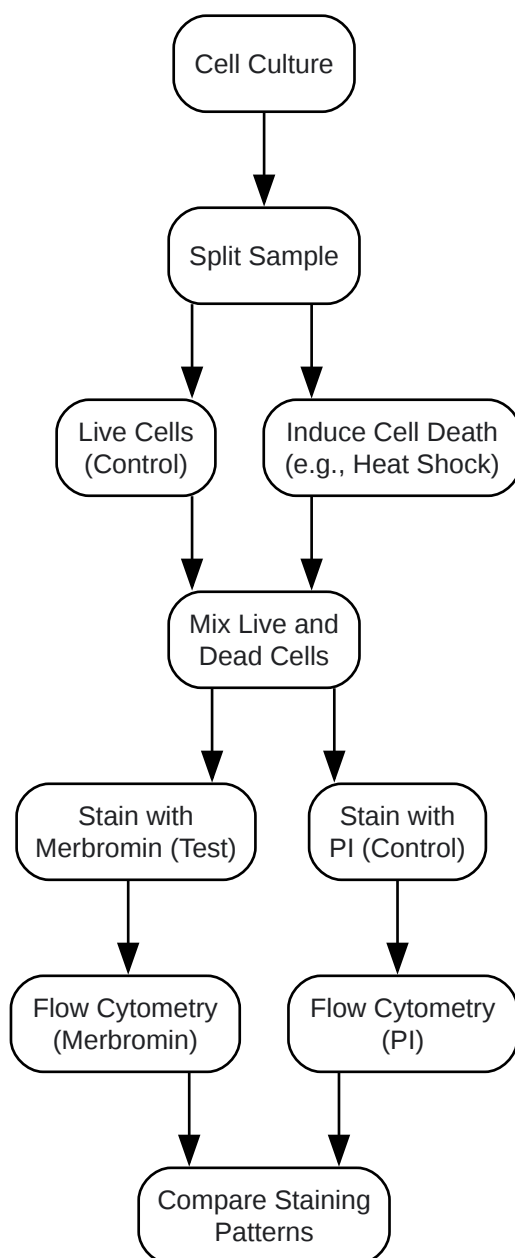 Cell Culture
Split Sample
Live Cells
(Control)
Induce Cell Death
(e.g., Heat Shock)
Mix Live and
Dead Cells
Stain with
Merbromin (Test)
Stain with
PI (Control)
Flow Cytometry
(Merbromin)
Flow Cytometry
(PI)
Compare Staining
Patterns